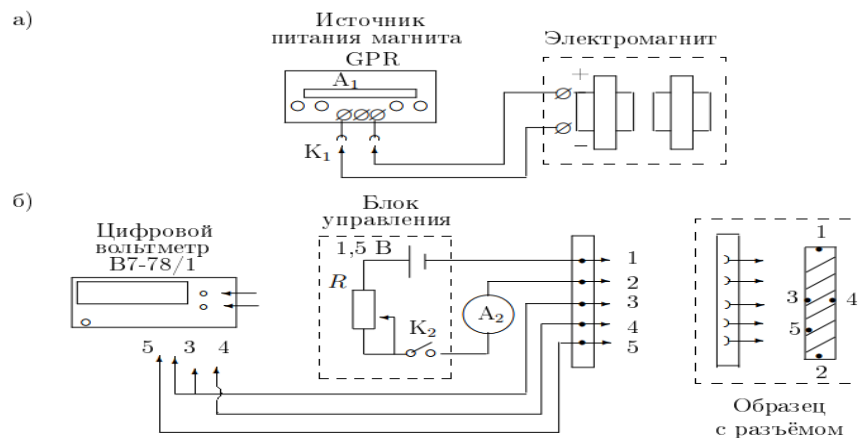 а)
Источник
питания магнита
GPR
A₁
K₁
Электромагнит
+
−
б)
Цифровой
вольтметр
В7-78/1
5 3 4
Блок
управления
1,5 В
R
K₂
A₂
1
2
3
4
5
1
3
4
5
2
Образец
с разъёмом